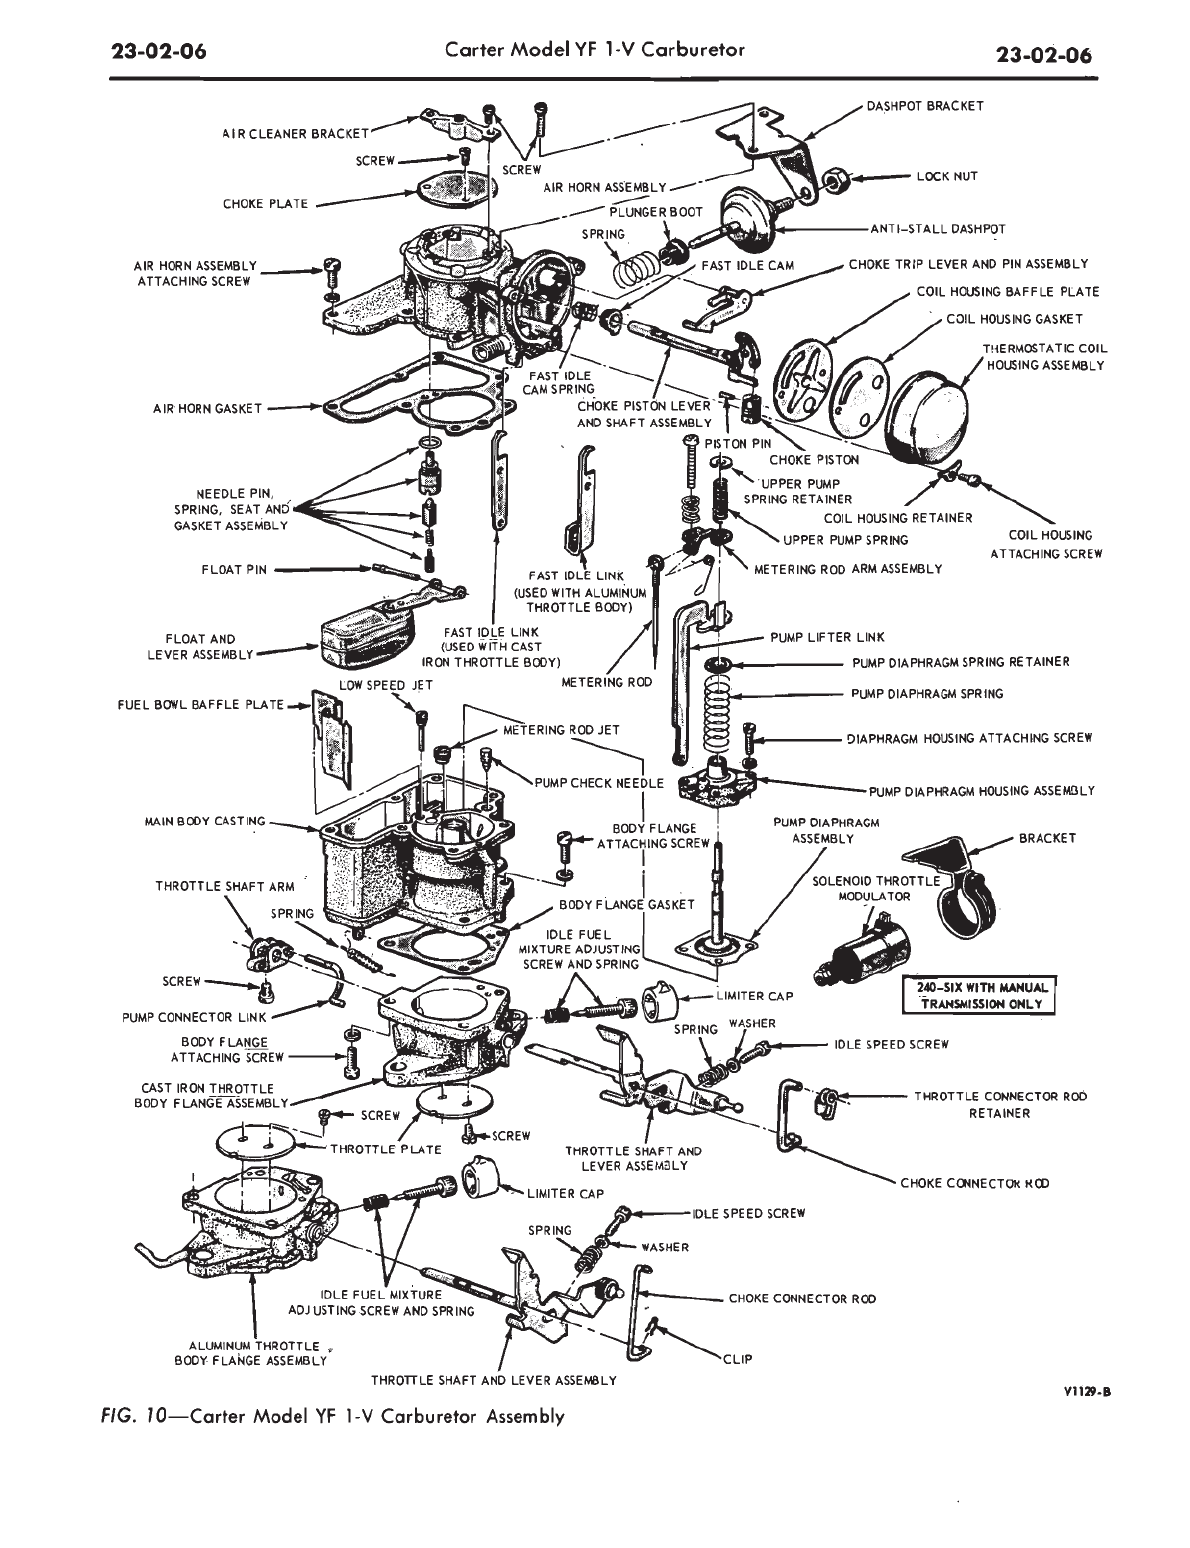 23-02-06
Carter Model YF 1-V Carburetor
23-02-06
DASHPOT BRACKET
AIR CLEANER BRACKET
SCREW
SCREW
LOCK NUT
AIR HORN ASSEMBLY
CHOKE PLATE
PLUNGER BOOT
SPRING
ANTI-STALL DASHPOT
AIR HORN ASSEMBLY
ATTACHING SCREW
FAST IDLE CAM
CHOKE TRIP LEVER AND PIN ASSEMBLY
COIL HOUSING BAFFLE PLATE
COIL HOUSING GASKET
THERMOSTATIC COIL
HOUSING ASSEMBLY
FAST IDLE
CAM SPRING
AIR HORN GASKET
CHOKE PISTON LEVER
AND SHAFT ASSEMBLY
PISTON PIN
CHOKE PISTON
UPPER PUMP
SPRING RETAINER
NEEDLE PIN,
SPRING, SEAT AND
GASKET ASSEMBLY
COIL HOUSING RETAINER
UPPER PUMP SPRING
COIL HOUSING
ATTACHING SCREW
FLOAT PIN
FAST IDLE LINK
(USED WITH ALUMINUM
THROTTLE BODY)
METERING ROD ARM ASSEMBLY
FLOAT AND
LEVER ASSEMBLY
FAST IDLE LINK
(USED WITH CAST
IRON THROTTLE BODY)
PUMP LIFTER LINK
PUMP DIAPHRAGM SPRING RETAINER
LOW SPEED JET
METERING ROD
PUMP DIAPHRAGM SPRING
FUEL BOWL BAFFLE PLATE
METERING ROD JET
DIAPHRAGM HOUSING ATTACHING SCREW
PUMP CHECK NEEDLE
PUMP DIAPHRAGM HOUSING ASSEMBLY
MAIN BODY CASTING
BODY FLANGE
ATTACHING SCREW
PUMP DIAPHRAGM
ASSEMBLY
BRACKET
THROTTLE SHAFT ARM
SOLENOID THROTTLE
MODULATOR
SPRING
BODY FLANGE GASKET
IDLE FUEL
MIXTURE ADJUSTING
SCREW AND SPRING
SCREW
240-SIX WITH MANUAL
TRANSMISSION ONLY
LIMITER CAP
PUMP CONNECTOR LINK
SPRING
WASHER
BODY FLANGE
ATTACHING SCREW
IDLE SPEED SCREW
CAST IRON THROTTLE
BODY FLANGE ASSEMBLY
THROTTLE CONNECTOR ROD
RETAINER
SCREW
SCREW
THROTTLE PLATE
THROTTLE SHAFT AND
LEVER ASSEMBLY
CHOKE CONNECTOR ROD
LIMITER CAP
IDLE SPEED SCREW
SPRING
WASHER
IDLE FUEL MIXTURE
ADJUSTING SCREW AND SPRING
CHOKE CONNECTOR ROD
ALUMINUM THROTTLE
BODY FLANGE ASSEMBLY
CLIP
THROTTLE SHAFT AND LEVER ASSEMBLY
V1129-B
FIG. 10—Carter Model YF 1-V Carburetor Assembly